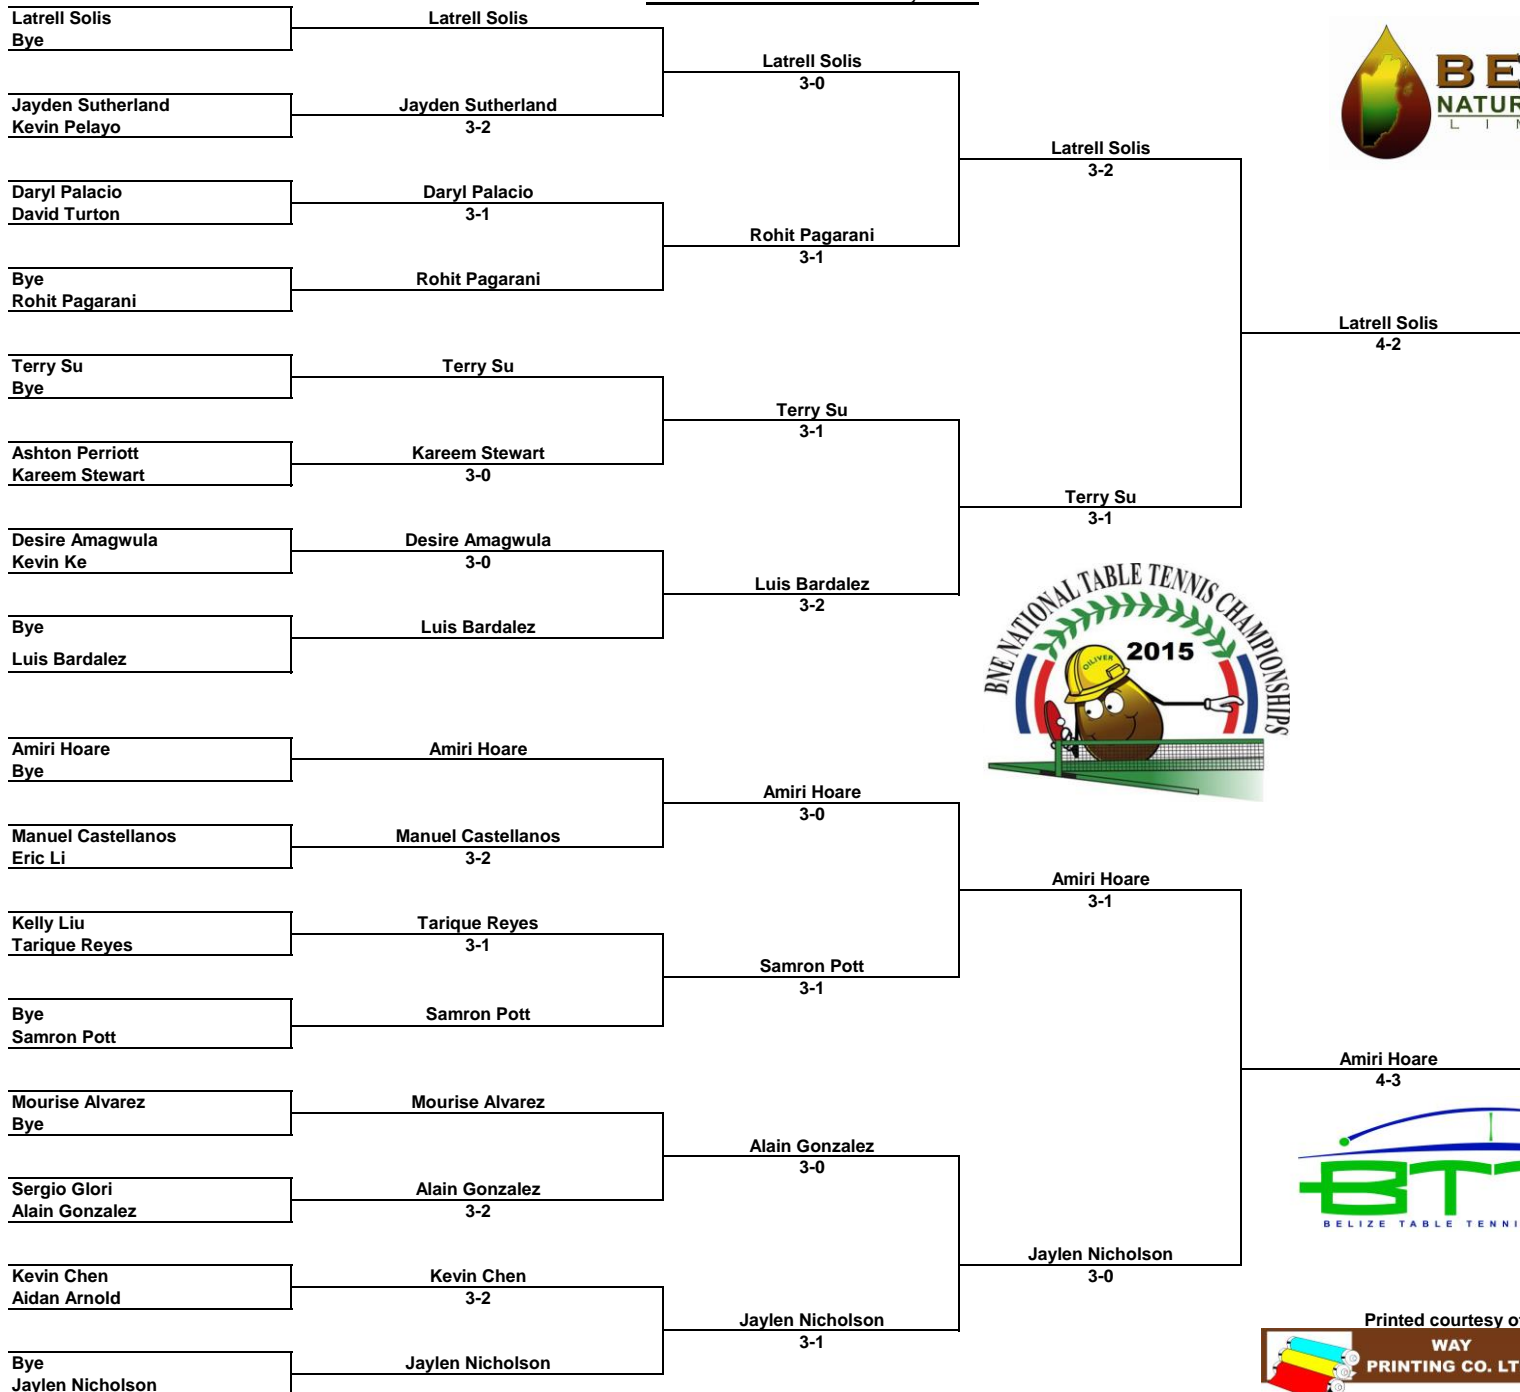 Latrell Solis
Bye
Latrell Solis
Jayden Sutherland
Kevin Pelayo
Jayden Sutherland
3-2
Latrell Solis
3-0
Daryl Palacio
David Turton
Daryl Palacio
3-1
Bye
Rohit Pagarani
Rohit Pagarani
Rohit Pagarani
3-1
Latrell Solis
3-2
Terry Su
Bye
Terry Su
Ashton Perriott
Kareem Stewart
Kareem Stewart
3-0
Terry Su
3-1
Desire Amagwula
Kevin Ke
Desire Amagwula
3-0
Bye
Luis Bardalez
Luis Bardalez
Luis Bardalez
3-2
Terry Su
3-1
Latrell Solis
4-2
Amiri Hoare
Bye
Amiri Hoare
Manuel Castellanos
Eric Li
Manuel Castellanos
3-2
Amiri Hoare
3-0
Kelly Liu
Tarique Reyes
Tarique Reyes
3-1
Bye
Samron Pott
Samron Pott
Samron Pott
3-1
Amiri Hoare
3-1
Mourise Alvarez
Bye
Mourise Alvarez
Sergio Glori
Alain Gonzalez
Alain Gonzalez
3-2
Alain Gonzalez
3-0
Kevin Chen
Aidan Arnold
Kevin Chen
3-2
Bye
Jaylen Nicholson
Jaylen Nicholson
Jaylen Nicholson
3-1
Jaylen Nicholson
3-0
Amiri Hoare
4-3
BNE NATIONAL TABLE TENNIS CHAMPIONSHIPS
2015
OILIVER
BELIZE TABLE
Printed courtesy
WAY
PRINTING CO.